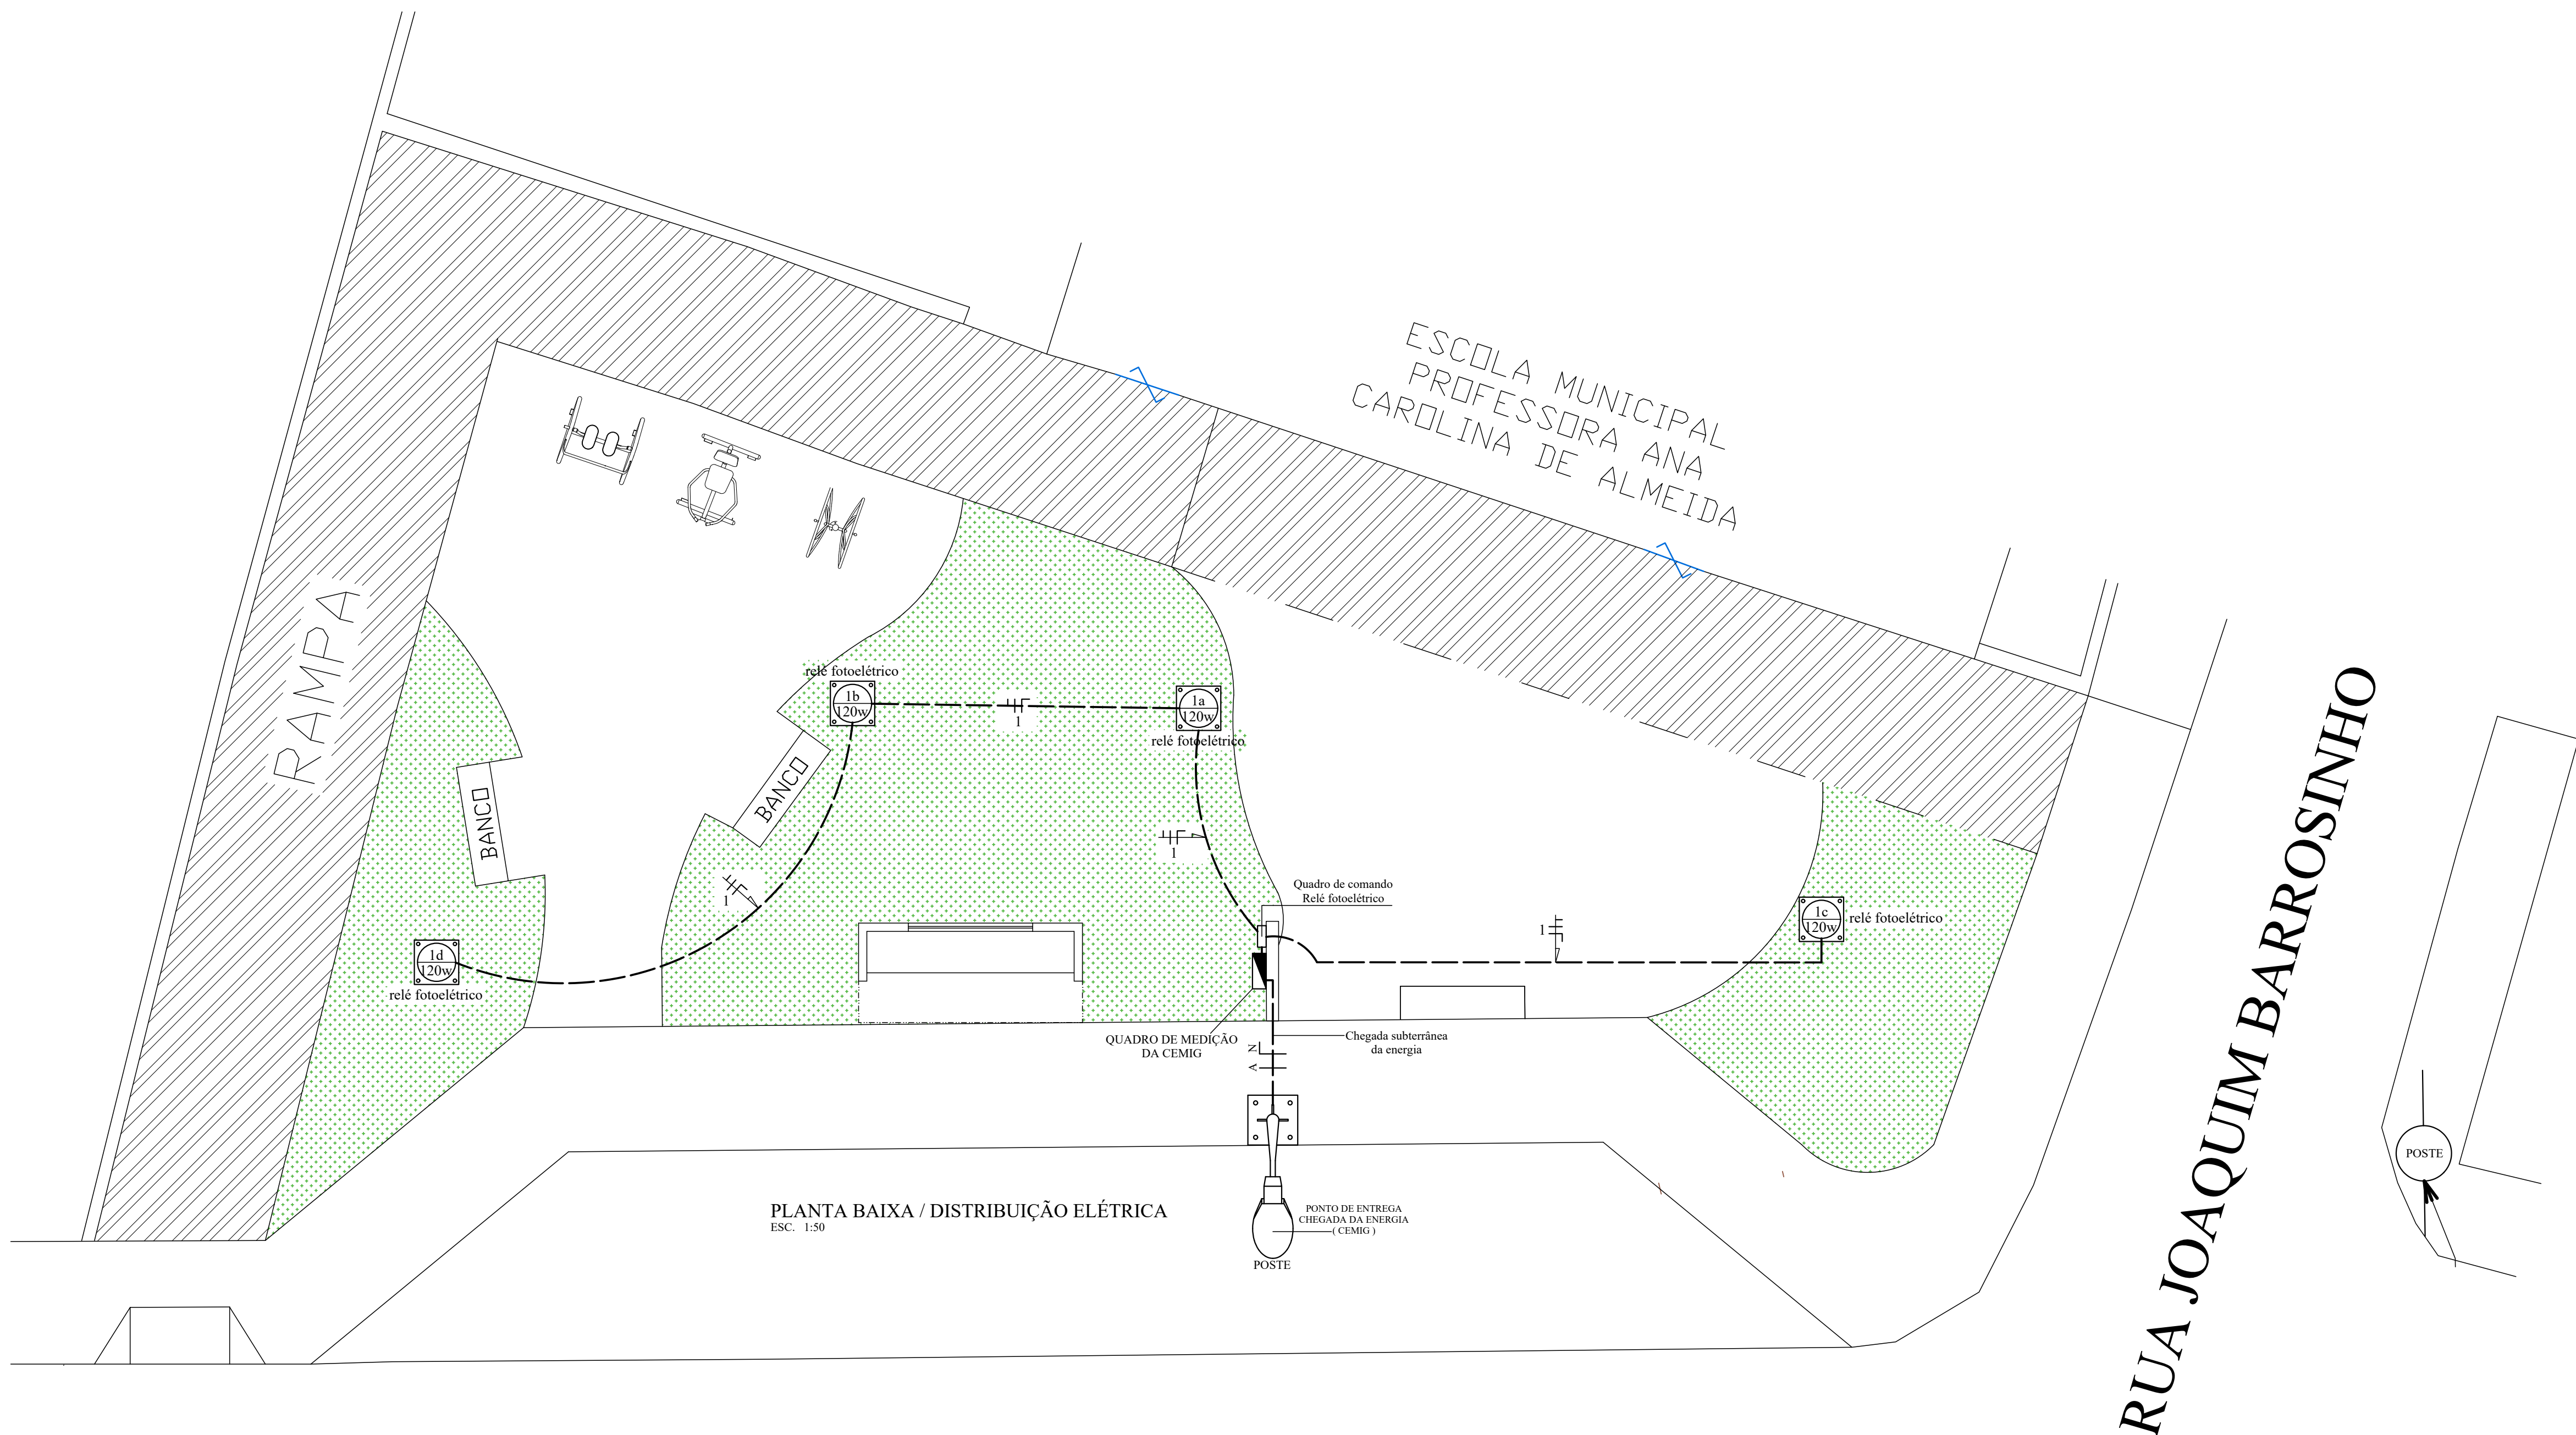 ESCOLA MUNICIPAL
PROFESSORA ANA
CAROLINA DE ALMEIDA
RAMPA
relé fotoelétrico
1b
120w
1
1a
120w
relé fotoelétrico
BANCO
BANCO
1
1
Quadro de comando
Relé fotoelétrico
1
1c
120w
relé fotoelétrico
1d
120w
relé fotoelétrico
QUADRO DE MEDIÇÃO
DA CEMIG
Chegada subterrânea
da energia
N
A
RUA JOAQUIM BARROSINHO
POSTE
PLANTA BAIXA / DISTRIBUIÇÃO ELÉTRICA
ESC. 1:50
PONTO DE ENTREGA
CHEGADA DA ENERGIA
( CEMIG )
POSTE